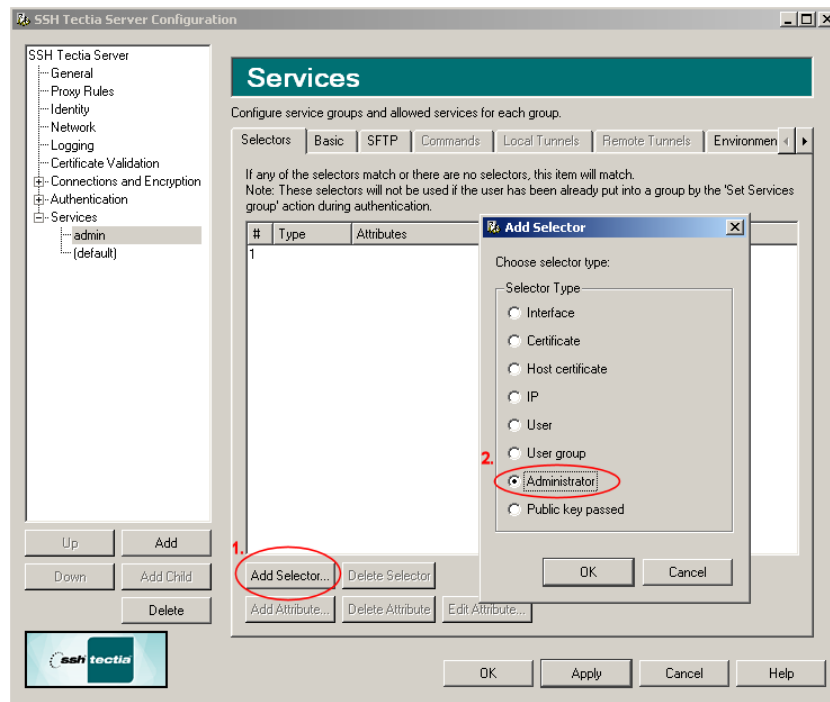 SSH Tectia Server Configuration
SSH Tectia Server
General
Proxy Rules
Identity
Network
Logging
Certificate Validation
Connections and Encryption
Authentication
Services
admin
(default)
Up
Add
Down
Add Child
Delete
ssh tectia
Services
Configure service groups and allowed services for each group.
Selectors Basic SFTP Commands Local Tunnels Remote Tunnels Environmen
If any of the selectors match or there are no selectors, this item will match.
Note: These selectors will not be used if the user has been already put into a group by the 'Set Services
group' action during authentication.
# Type Attributes
1
Add Selector
Choose selector type:
Selector Type
Interface
Certificate
Host certificate
IP
User
User group
2.
Administrator
Public key passed
OK Cancel
1.
Add Selector... Delete Selector
Add Attribute... Delete Attribute Edit Attribute...
OK Apply Cancel Help